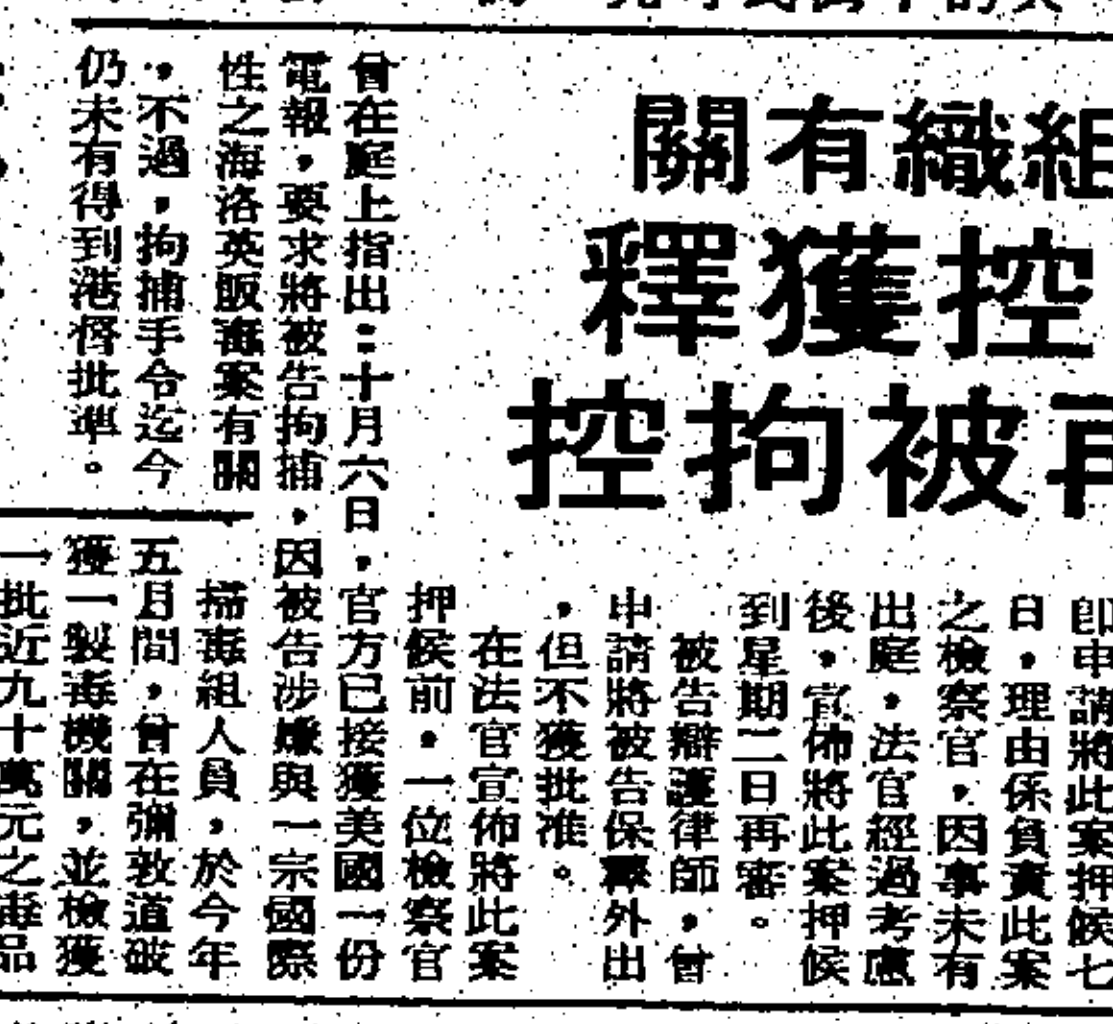 組織有關
控獲釋
再被拘控
卽申請將此案押候七
日，理由係負責此案
之檢察官，因事未有
出庭，法官經過考慮
後，宣佈將此案押候
到星期二日再審。
被告辯護律師，曾
申請將被告保釋外出
，但不獲批准。
在法官宣佈將此案
押候前，一位檢察官
曾在庭上指出：十月六日，官方已接獲美國一份
電報，要求將被告拘捕，因被告涉嫌與一宗國際
性之海洛英販毒案有關
，不過，拘捕手令迄今
仍未有得到港督批準。
掃毒組人員，於今年
五月間，曾在彌敦道破
獲一製毒機關，並檢獲
一批近九十萬元之毒品